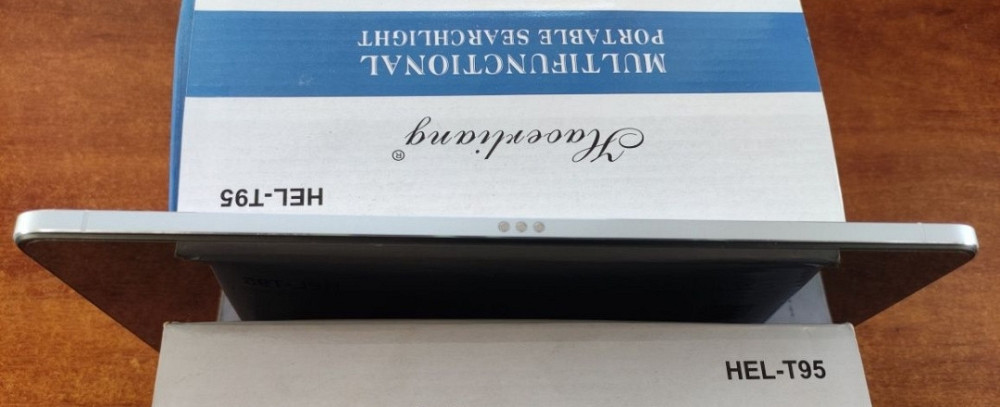 HEL-T95
Haoerliang®
MULTIFUNCTIONAL
PORTABLE SEARCHLIGHT
HEL-T95